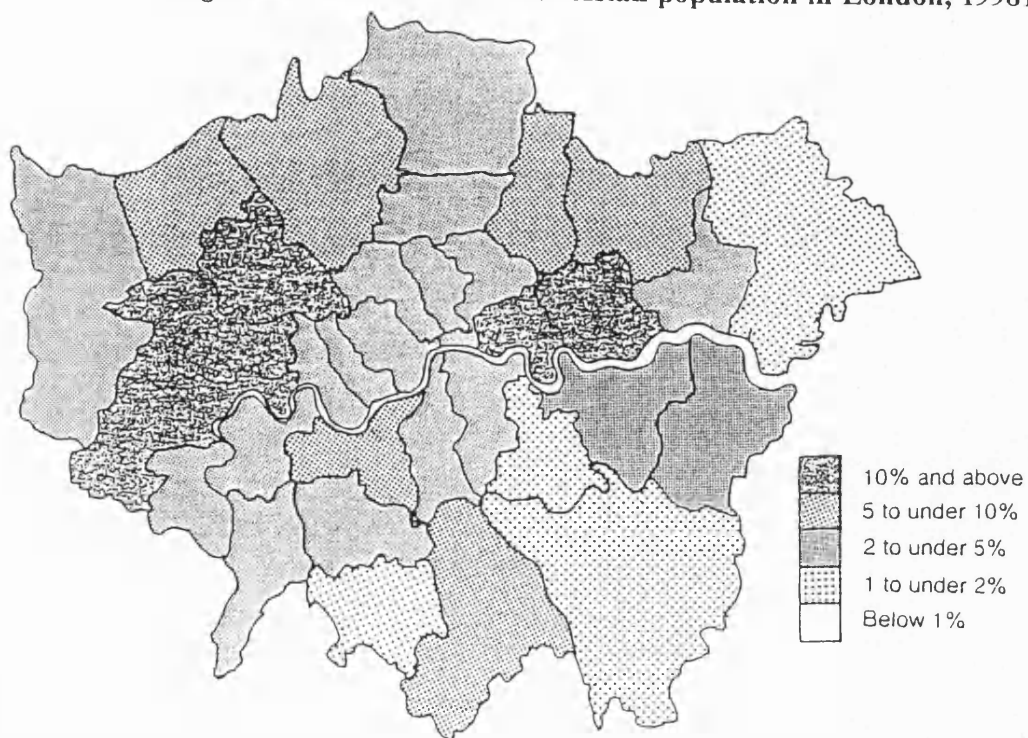 population in London, 1998
10% and above
5 to under 10%
2 to under 5%
1 to under 2%
Below 1%